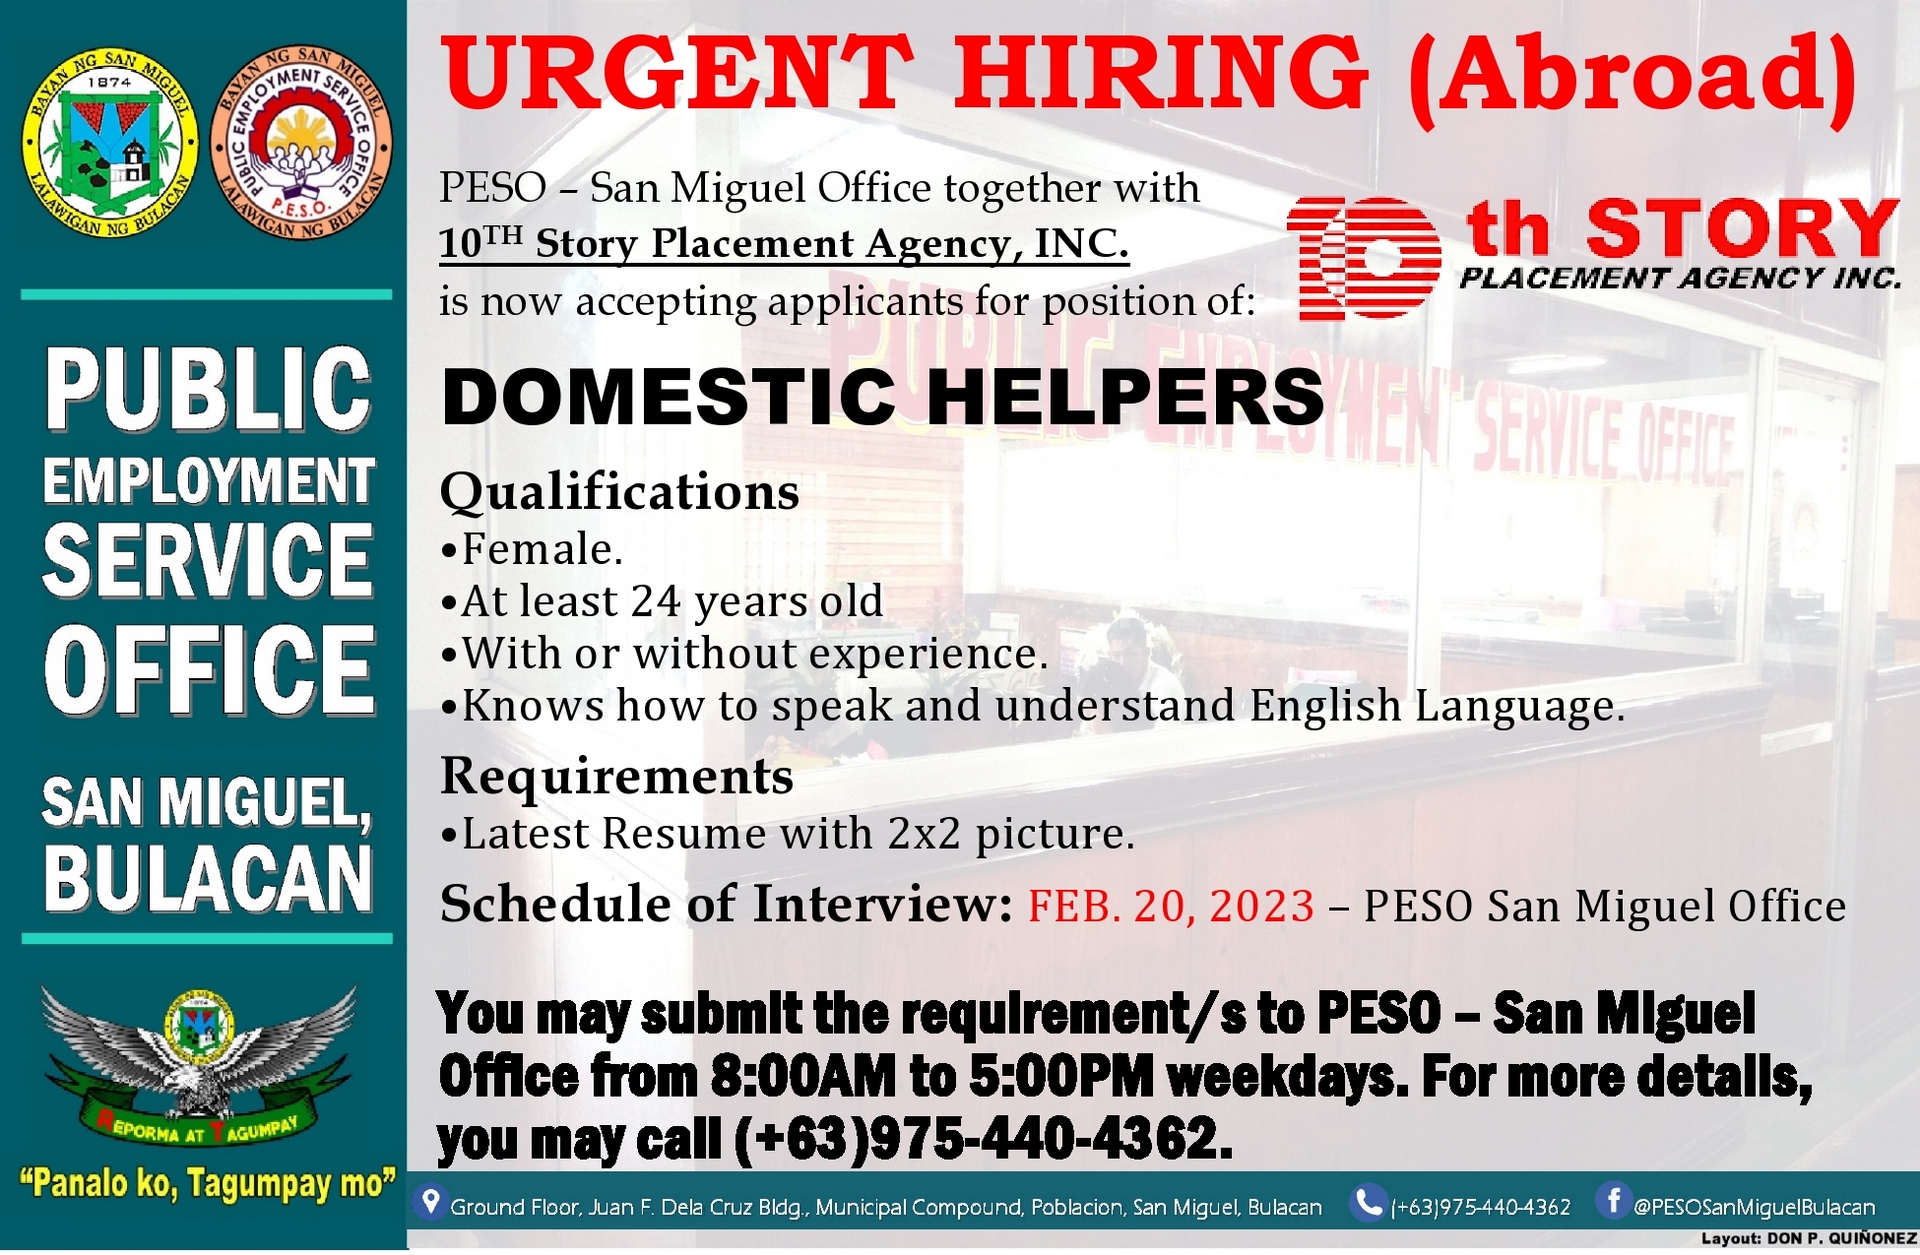 BAYAN NG SAN MIGUEL
1874
LALAWIGAN NG BULACAN
BAYAN NG SAN MIGUEL
PUBLIC EMPLOYMENT SERVICE OFFICE
P.E.S.O.
LALAWIGAN NG BULACAN
PUBLIC
EMPLOYMENT
SERVICE
OFFICE
SAN MIGUEL,
BULACAN
REPORMA AT TAGUMPAY
“Panalo ko, Tagumpay mo”
URGENT HIRING (Abroad)
PESO – San Miguel Office together with
10TH Story Placement Agency, INC.
is now accepting applicants for position of:
10 th STORY
PLACEMENT AGENCY INC.
PUBLIC EMPLOYMENT SERVICE OFFICE
DOMESTIC HELPERS
Qualifications
•Female.
•At least 24 years old
•With or without experience.
•Knows how to speak and understand English Language.
Requirements
•Latest Resume with 2x2 picture.
Schedule of Interview: FEB. 20, 2023 – PESO San Miguel Office
You may submit the requirement/s to PESO – San Miguel
Office from 8:00AM to 5:00PM weekdays. For more details,
you may call (+63)975-440-4362.
Ground Floor, Juan F. Dela Cruz Bldg., Municipal Compound, Poblacion, San Miguel, Bulacan (+63)975-440-4362 @PESOSanMiguelBulacan
Layout: DON P. QUIÑONEZ